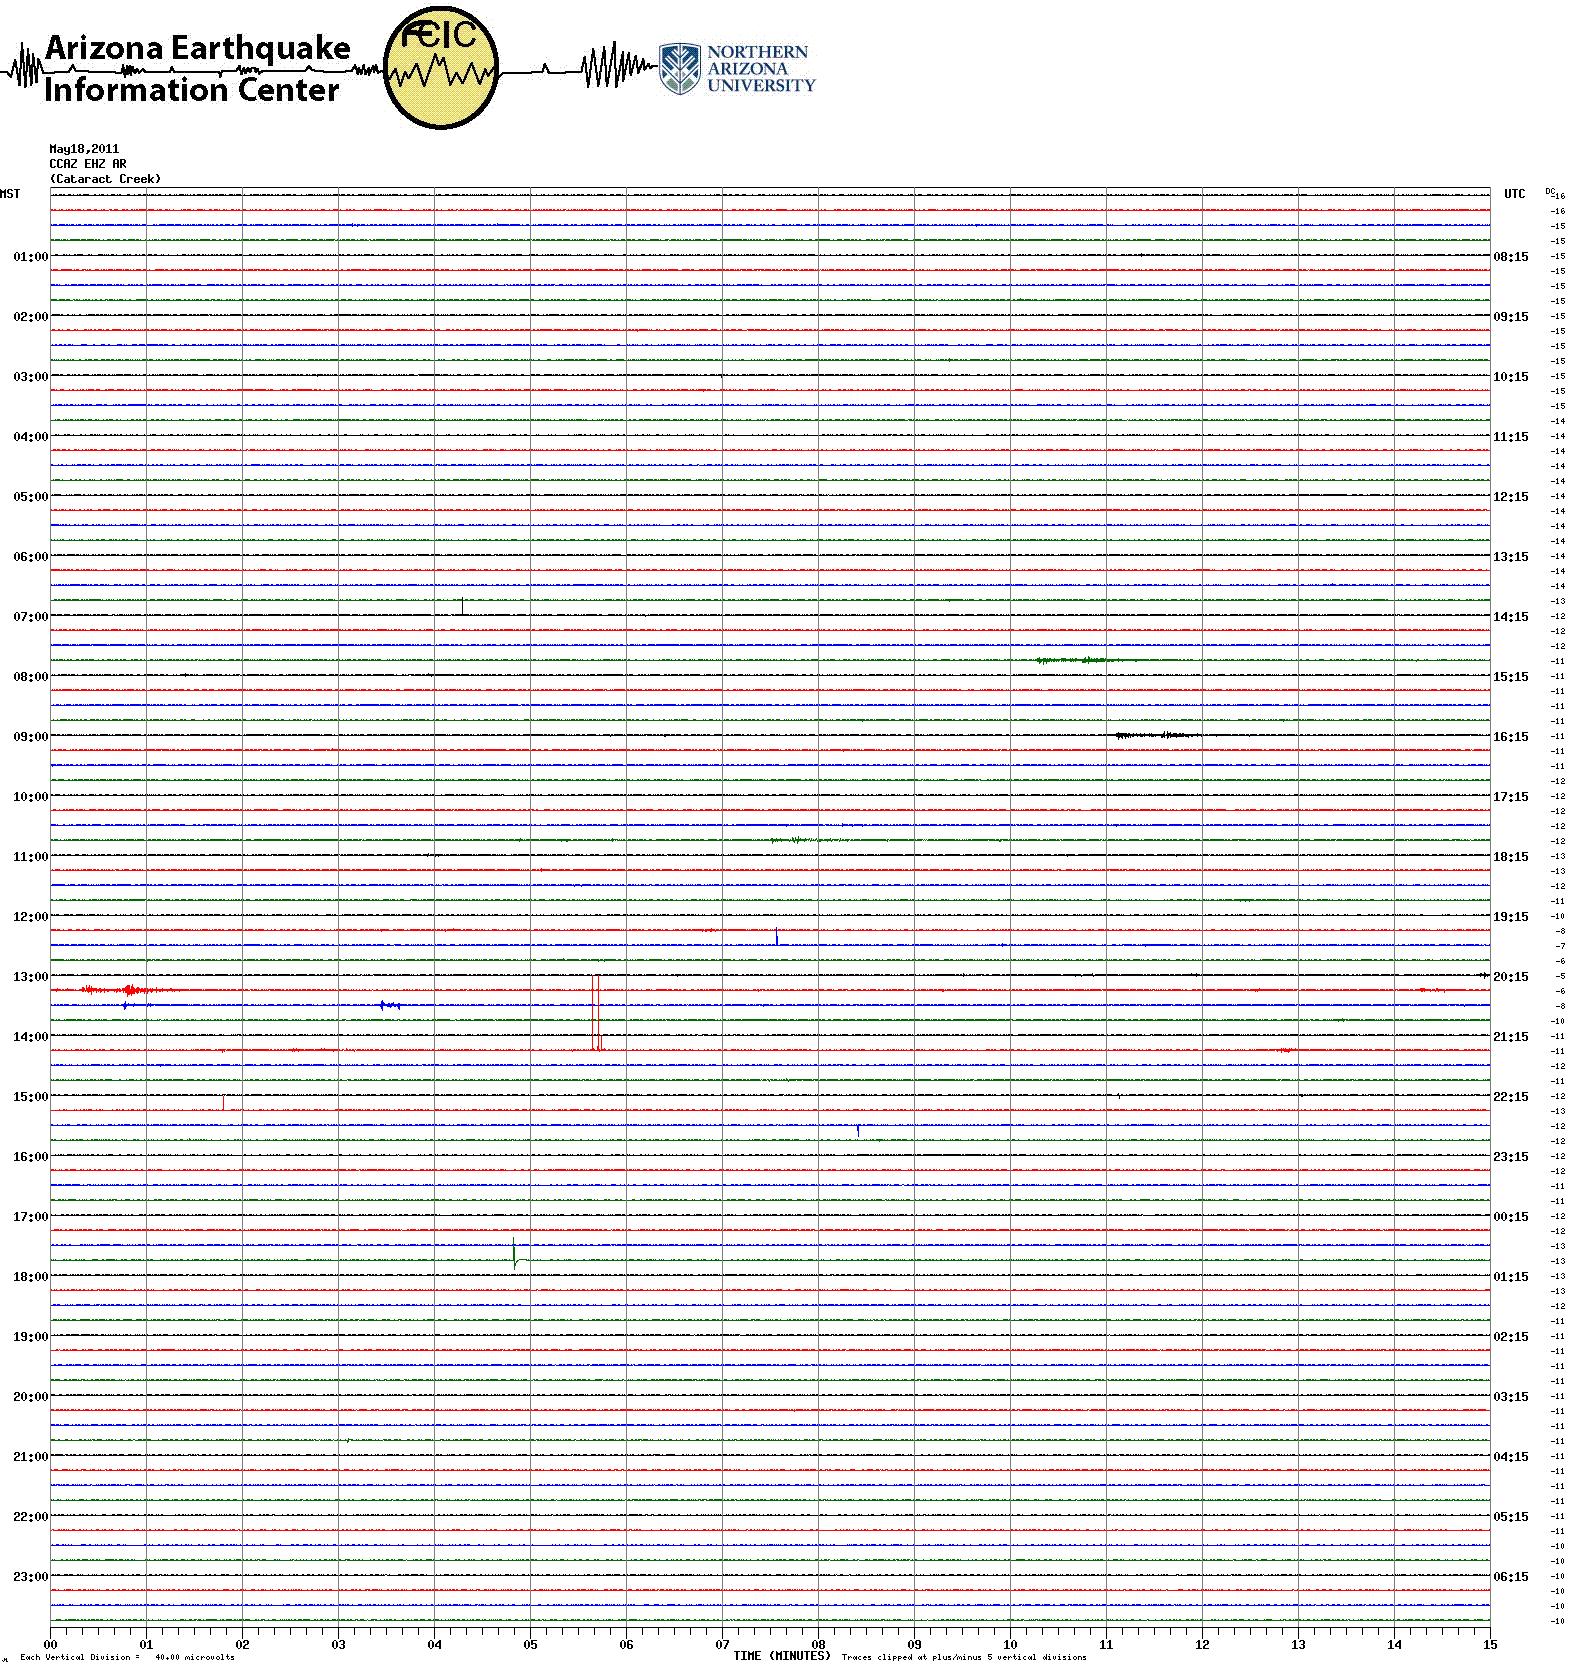 Arizona Earthquake
Information Center
AEIC
NORTHERN
ARIZONA
UNIVERSITY
May18,2011
CCAZ EHZ AR
(Cataract Creek)
MST UTC DC
-16
-16
-15
-15
01:00 08:15 -15
-15
-15
-15
02:00 09:15 -15
-15
-15
-15
03:00 10:15 -15
-15
-15
-14
04:00 11:15 -14
-14
-14
-14
05:00 12:15 -14
-14
-14
-14
06:00 13:15 -14
-14
-14
-13
07:00 14:15 -12
-12
-12
-11
08:00 15:15 -11
-11
-11
-11
09:00 16:15 -11
-11
-11
-12
10:00 17:15 -12
-12
-12
-12
11:00 18:15 -13
-13
-12
-11
12:00 19:15 -10
-8
-7
-6
13:00 20:15 -5
-6
-8
-10
14:00 21:15 -11
-11
-12
-11
15:00 22:15 -12
-13
-12
-12
16:00 23:15 -12
-12
-11
-11
17:00 00:15 -12
-12
-13
-13
18:00 01:15 -13
-13
-12
-11
19:00 02:15 -11
-11
-11
-11
20:00 03:15 -11
-11
-11
-11
21:00 04:15 -11
-11
-11
-11
22:00 05:15 -11
-11
-10
-10
23:00 06:15 -10
-10
-10
-10
00 01 02 03 04 05 06 07 08 09 10 11 12 13 14 15
TIME (MINUTES)
Each Vertical Division = 40.00 microvolts
Traces clipped at plus/minus 5 vertical divisions